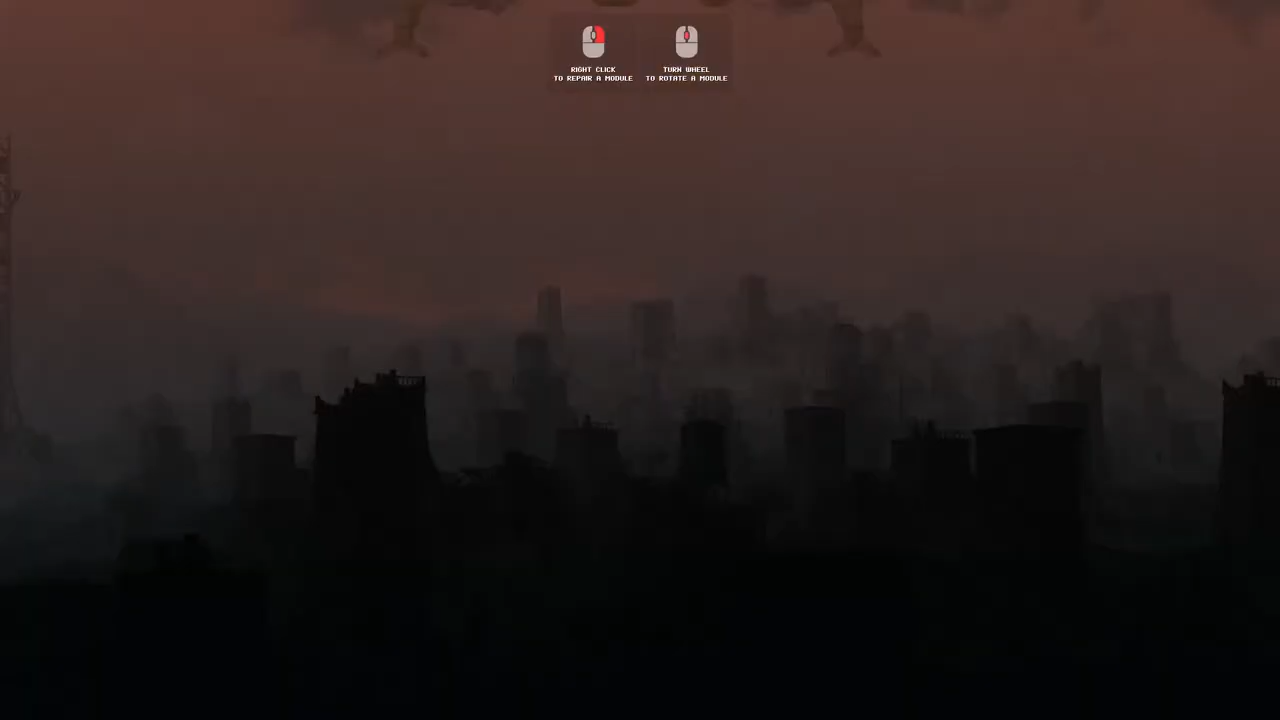 RIGHT CLICK
TO REPAIR A MODULE
TURN WHEEL
TO ROTATE A MODULE